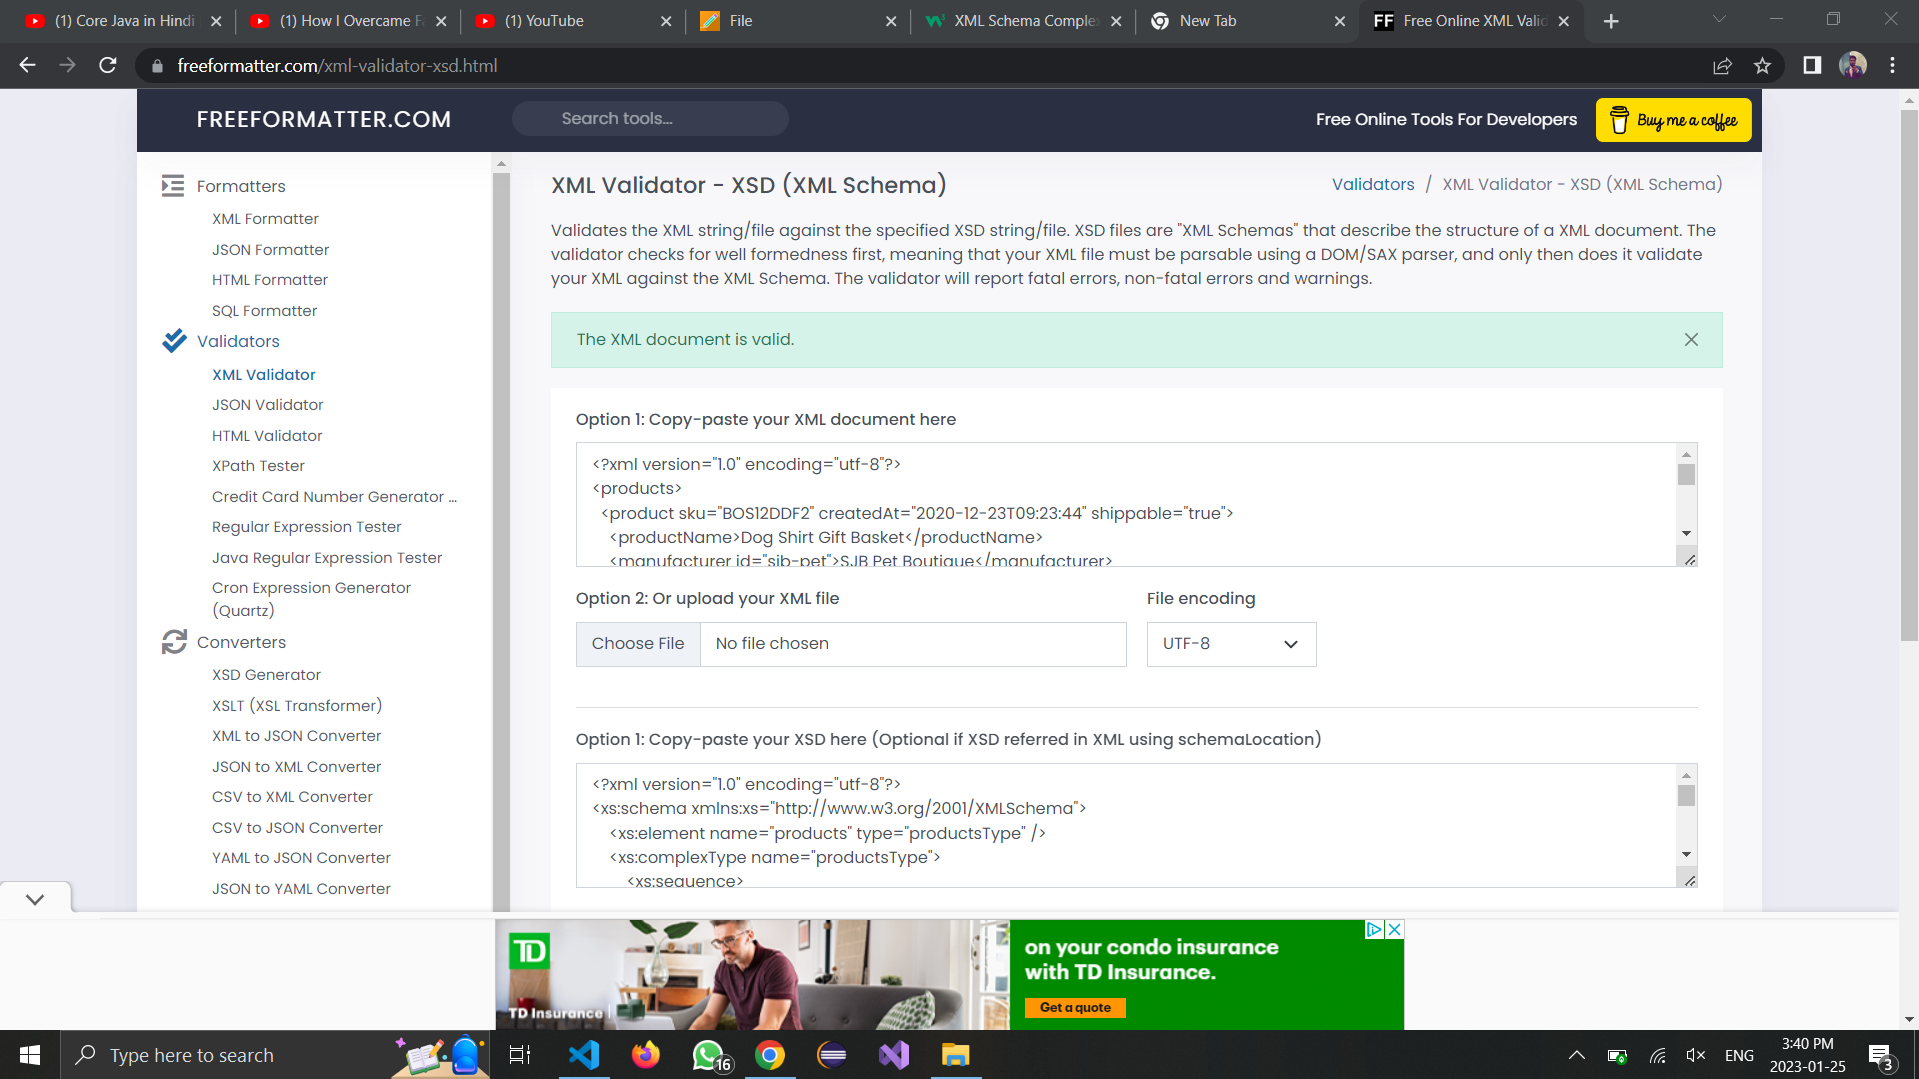 (1) Core Java in Hindi
(1) How I Overcame Fa
(1) YouTube
File
XML Schema Comple
New Tab
Free Online XML Valid
freeformatter.com/xml-validator-xsd.html
FREEFORMATTER.COM
Search tools...
Free Online Tools For Developers
Buy me a coffee
Formatters
XML Formatter
JSON Formatter
HTML Formatter
SQL Formatter
Validators
XML Validator
JSON Validator
HTML Validator
XPath Tester
Credit Card Number Generator ...
Regular Expression Tester
Java Regular Expression Tester
Cron Expression Generator
(Quartz)
Converters
XSD Generator
XSLT (XSL Transformer)
XML to JSON Converter
JSON to XML Converter
CSV to XML Converter
CSV to JSON Converter
YAML to JSON Converter
JSON to YAML Converter
XML Validator - XSD (XML Schema)
Validators / XML Validator - XSD (XML Schema)
Validates the XML string/file against the specified XSD string/file. XSD files are "XML Schemas" that describe the structure of a XML document. The
validator checks for well formedness first, meaning that your XML file must be parsable using a DOM/SAX parser, and only then does it validate
your XML against the XML Schema. The validator will report fatal errors, non-fatal errors and warnings.
The XML document is valid.
Option 1: Copy-paste your XML document here
<?xml version="1.0" encoding="utf-8"?>
<products>
<product sku="BOS12DDF2" createdAt="2020-12-23T09:23:44" shippable="true">
<productName>Dog Shirt Gift Basket</productName>
<manufacturer id="sjb-pet">SJB Pet Boutique</manufacturer>
Option 2: Or upload your XML file
File encoding
Choose File
No file chosen
UTF-8
Option 1: Copy-paste your XSD here (Optional if XSD referred in XML using schemaLocation)
<?xml version="1.0" encoding="utf-8"?>
<xs:schema xmlns:xs="http://www.w3.org/2001/XMLSchema">
<xs:element name="products" type="productsType" />
<xs:complexType name="productsType">
<xs:sequence>
TD
TD Insurance
on your condo insurance
with TD Insurance.
Get a quote
Type here to search
16
ENG
3:40 PM
2023-01-25
3